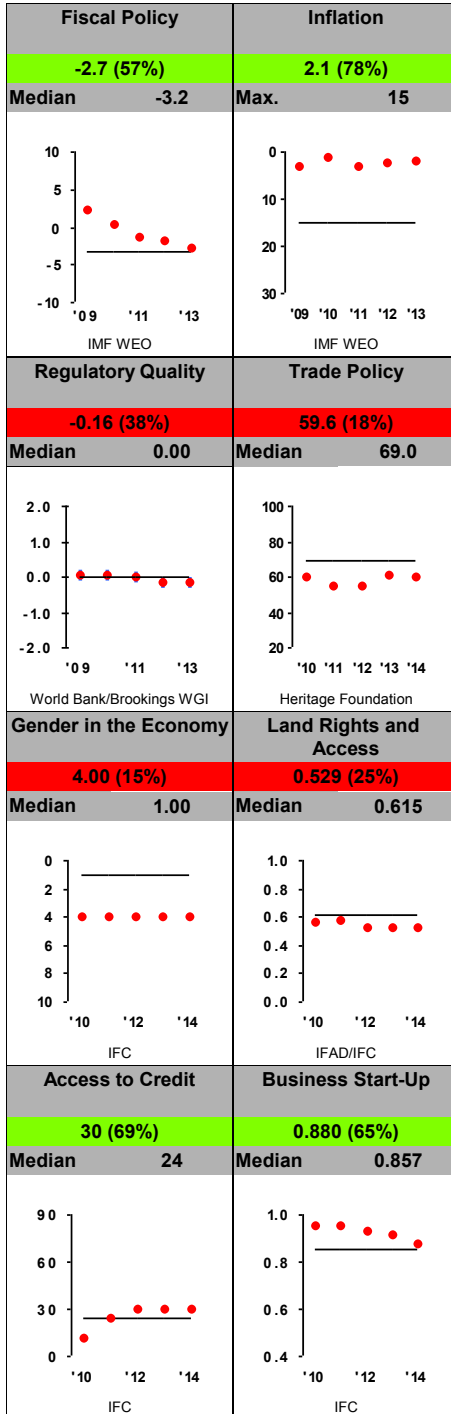 Fiscal Policy
-2.7 (57%)
Median -3.2
10
5
0
-5
-10
'09 '11 '13
IMF WEO
Inflation
2.1 (78%)
Max. 15
0
10
20
30
'09 '10 '11 '12 '13
IMF WEO
Regulatory Quality
-0.16 (38%)
Median 0.00
2.0
1.0
0.0
-1.0
-2.0
'09 '11 '13
World Bank/Brookings WGI
Trade Policy
59.6 (18%)
Median 69.0
100
80
60
40
20
'10 '11 '12 '13 '14
Heritage Foundation
Gender in the Economy
4.00 (15%)
Median 1.00
0
2
4
6
8
10
'10 '12 '14
IFC
Land Rights and
Access
0.529 (25%)
Median 0.615
1.0
0.8
0.6
0.4
0.2
0.0
'10 '12 '14
IFAD/IFC
Access to Credit
30 (69%)
Median 24
90
60
30
0
'10 '12 '14
IFC
Business Start-Up
0.880 (65%)
Median 0.857
1.0
0.8
0.6
0.4
'10 '12 '14
IFC